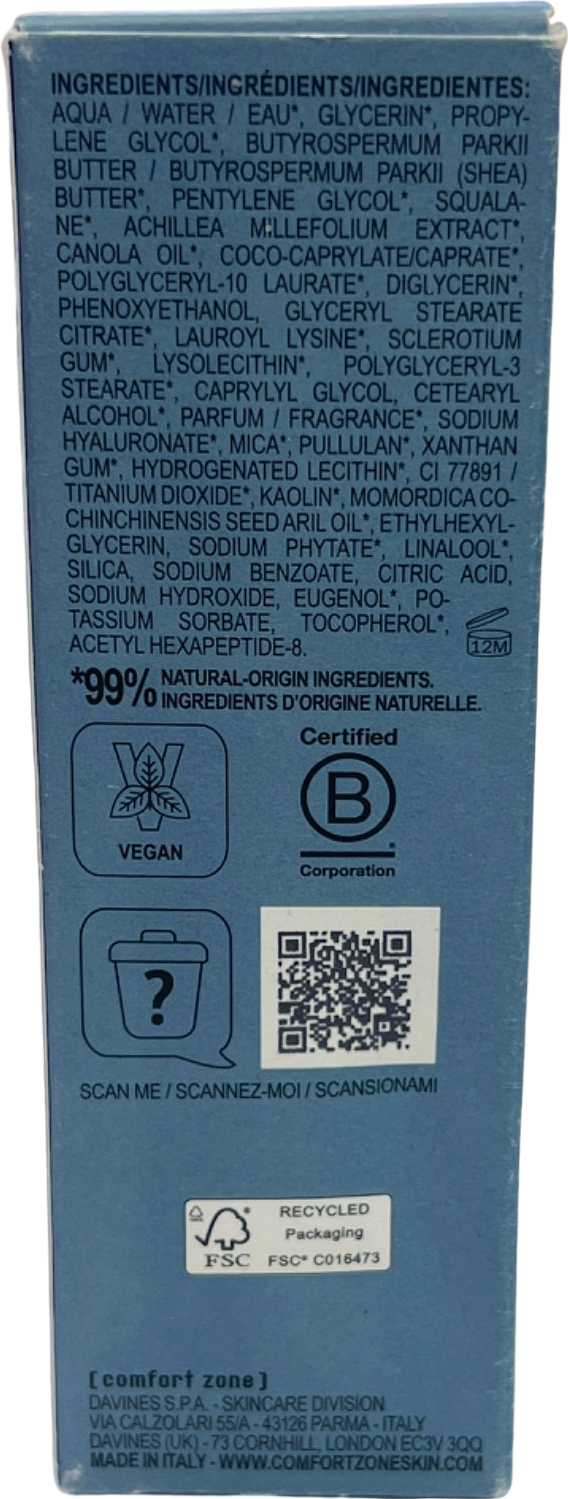 INGREDIENTS/INGRÉDIENTS/INGREDIENTES:
AQUA / WATER / EAU*, GLYCERIN*, PROPY-
LENE GLYCOL*, BUTYROSPERMUM PARKII
BUTTER / BUTYROSPERMUM PARKII (SHEA)
BUTTER*, PENTYLENE GLYCOL*, SQUALA-
NE*, ACHILLEA MILLEFOLIUM EXTRACT*,
CANOLA OIL*, COCO-CAPRYLATE/CAPRATE*,
POLYGLYCERYL-10 LAURATE*, DIGLYCERIN*,
PHENOXYETHANOL, GLYCERYL STEARATE
CITRATE*, LAUROYL LYSINE*, SCLEROTIUM
GUM*, LYSOLECITHIN*, POLYGLYCERYL-3
STEARATE*, CAPRYLYL GLYCOL, CETEARYL
ALCOHOL*, PARFUM / FRAGRANCE*, SODIUM
HYALURONATE*, MICA*, PULLULAN*, XANTHAN
GUM*, HYDROGENATED LECITHIN*, CI 77891 /
TITANIUM DIOXIDE*, KAOLIN*, MOMORDICA CO-
CHINCHINENSIS SEED ARIL OIL*, ETHYLHEXYL-
GLYCERIN, SODIUM PHYTATE*, LINALOOL*,
SILICA, SODIUM BENZOATE, CITRIC ACID,
SODIUM HYDROXIDE, EUGENOL*, PO-
TASSIUM SORBATE, TOCOPHEROL*,
ACETYL HEXAPEPTIDE-8.
12M
*99% NATURAL-ORIGIN INGREDIENTS.
INGREDIENTS D'ORIGINE NATURELLE.
VEGAN
Certified
B
Corporation
?
SCAN ME / SCANNEZ-MOI / SCANSIONAMI
FSC
RECYCLED
Packaging
FSC® C016473
[comfort zone]
DAVINES S.P.A. - SKINCARE DIVISION
VIA CALZOLARI 55/A - 43126 PARMA - ITALY
DAVINES (UK) - 73 CORNHILL, LONDON EC3V 3QQ
MADE IN ITALY - WWW.COMFORTZONESKIN.COM